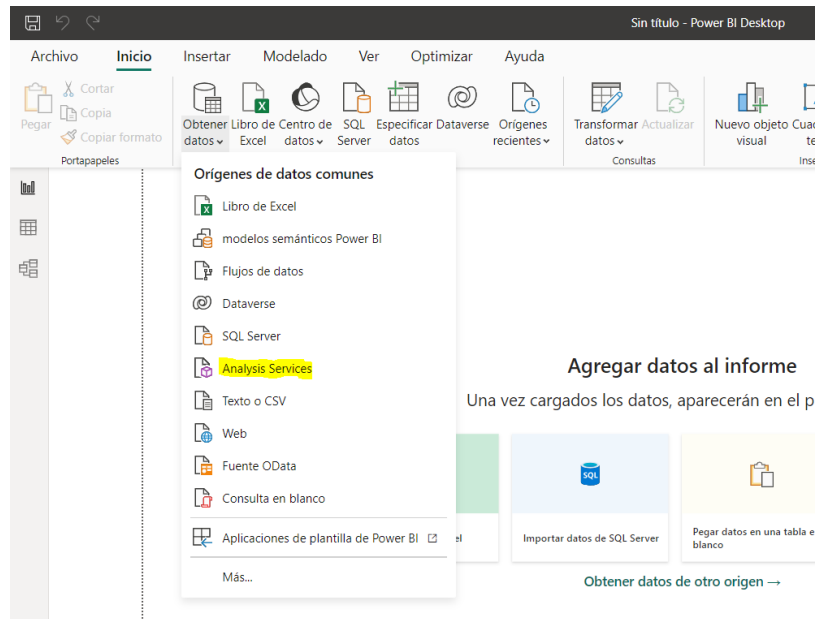 Sin título - Power BI Desktop
Archivo Inicio Insertar Modelado Ver Optimizar Ayuda
Pegar
Cortar
Copia
Copiar formato
Portapapeles
Obtener datos
Libro de Excel
Centro de datos
SQL Server
Especificar datos
Dataverse
Orígenes recientes
Transformar datos
Actualizar
Consultas
Nuevo objeto visual
Orígenes de datos comunes
Libro de Excel
modelos semánticos Power BI
Flujos de datos
Dataverse
SQL Server
Analysis Services
Texto o CSV
Web
Fuente OData
Consulta en blanco
Aplicaciones de plantilla de Power BI
Más...
Agregar datos al informe
Una vez cargados los datos, aparecerán en el
SQL
Importar datos de SQL Server
Pegar datos en una tabla
blanco
Obtener datos de otro origen →